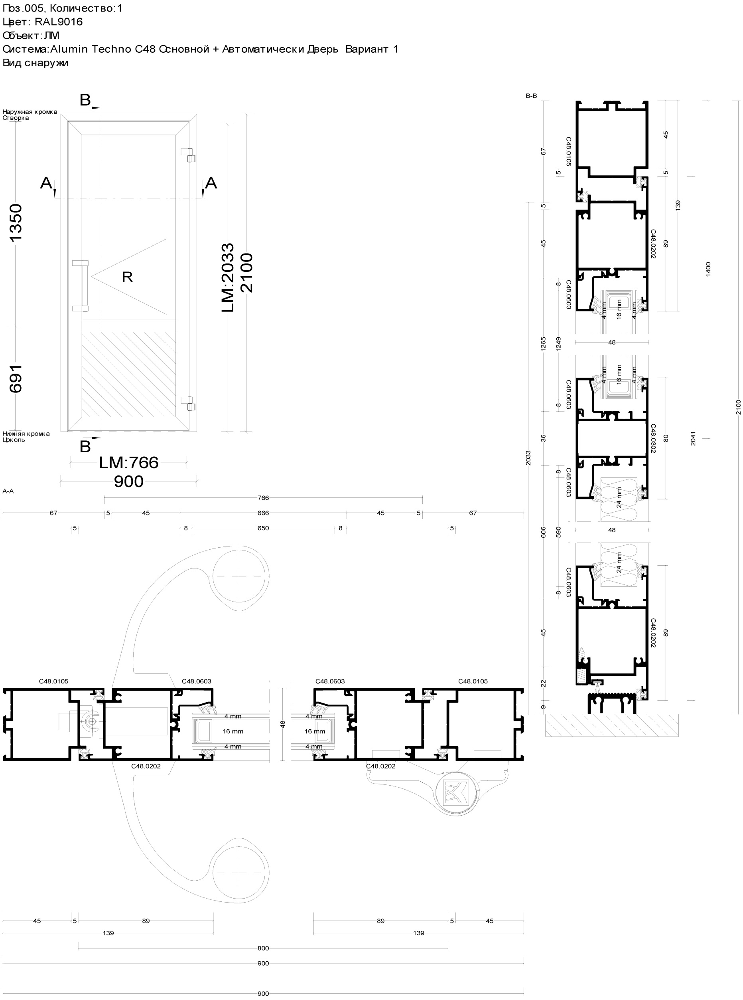 Поз.005, Количество:1
Цвет: RAL9016
Объект:ЛМ
Система:Alumin Techno C48 Основной + Автоматически Дверь Вариант 1
Вид снаружи
B
Наружная кромка
Створка
A
A
1350
R
LM:2033
2100
691
Нижняя кромка
Цоколь
B
LM:766
900
A-A
766
67
5
45
666
45
5
67
5
8
650
8
5
C48.0105
C48.0603
C48.0603
C48.0105
4 mm
4 mm
16 mm
48
16 mm
4 mm
4 mm
C48.0202
C48.0202
45
5
89
89
5
45
139
139
800
900
900
B-B
67
C48.0105
45
5
5
139
5
45
C48.0202
89
1400
8
C48.0603
4 mm
16 mm
4 mm
1265
1249
48
4 mm
16 mm
4 mm
C48.0603
8
2100
36
C48.0302
80
2041
2033
8
C48.0603
24 mm
606
590
48
24 mm
C48.0603
8
45
C48.0202
89
22
9